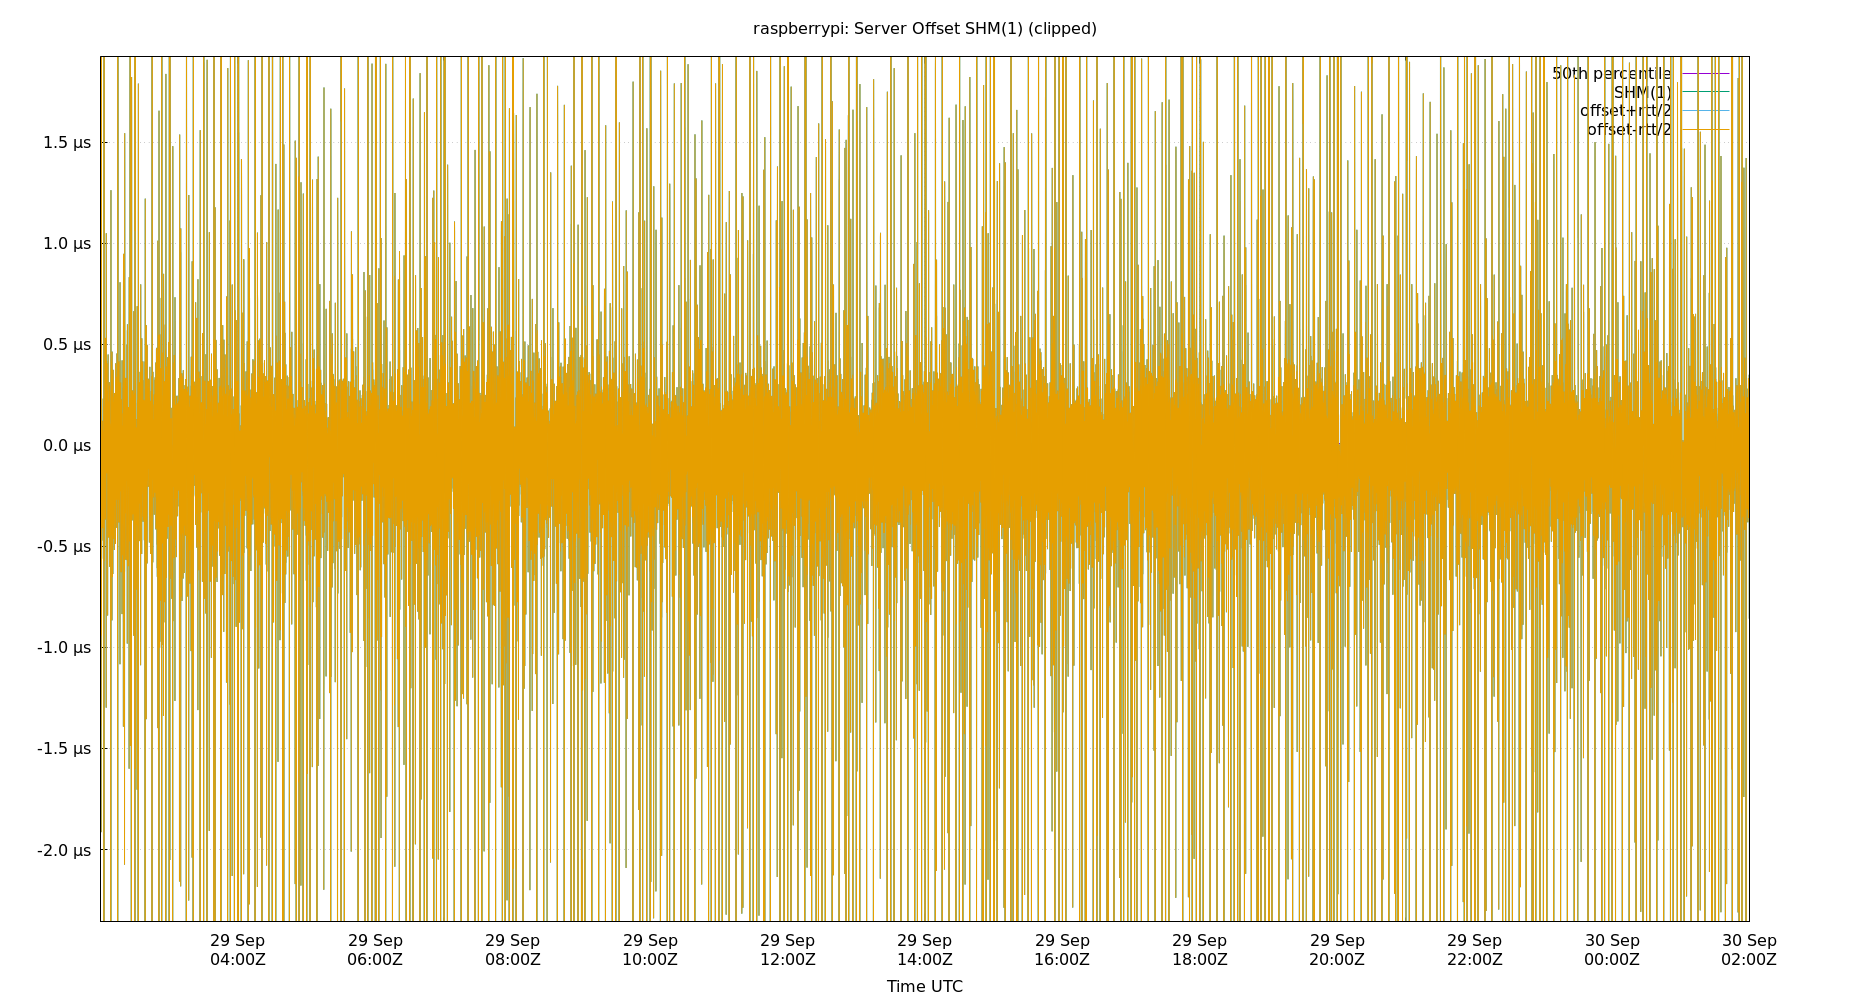 raspberrypi: Server Offset SHM(1) (clipped)
50th percentile
SHM(1)
offset+rtt/2
offset-rtt/2
1.5 µs
1.0 µs
0.5 µs
0.0 µs
-0.5 µs
-1.0 µs
-1.5 µs
-2.0 µs
29 Sep 29 Sep 29 Sep 29 Sep 29 Sep 29 Sep 29 Sep 29 Sep 29 Sep 29 Sep 30 Sep 30 Sep
04:00Z 06:00Z 08:00Z 10:00Z 12:00Z 14:00Z 16:00Z 18:00Z 20:00Z 22:00Z 00:00Z 02:00Z
Time UTC